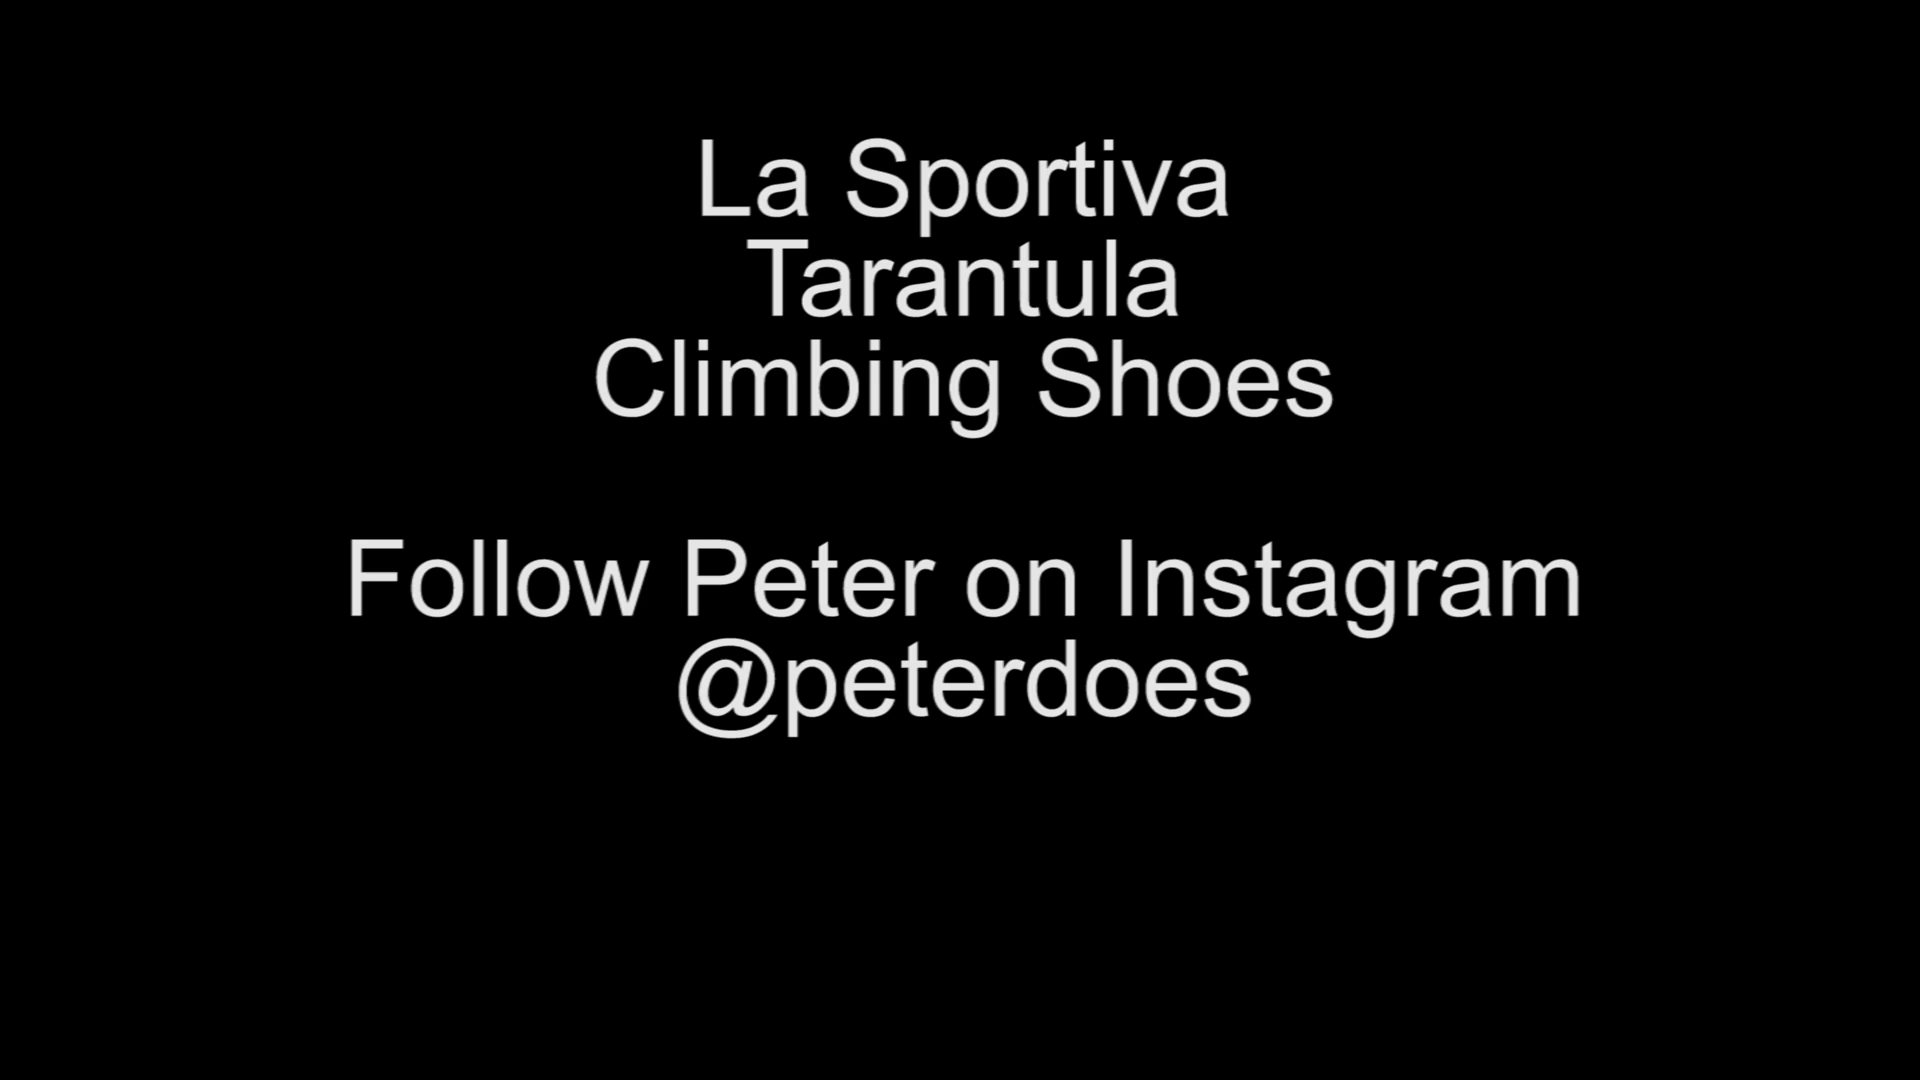 La Sportiva
Tarantula
Climbing Shoes
Follow Peter on Instagram
@peterdoes